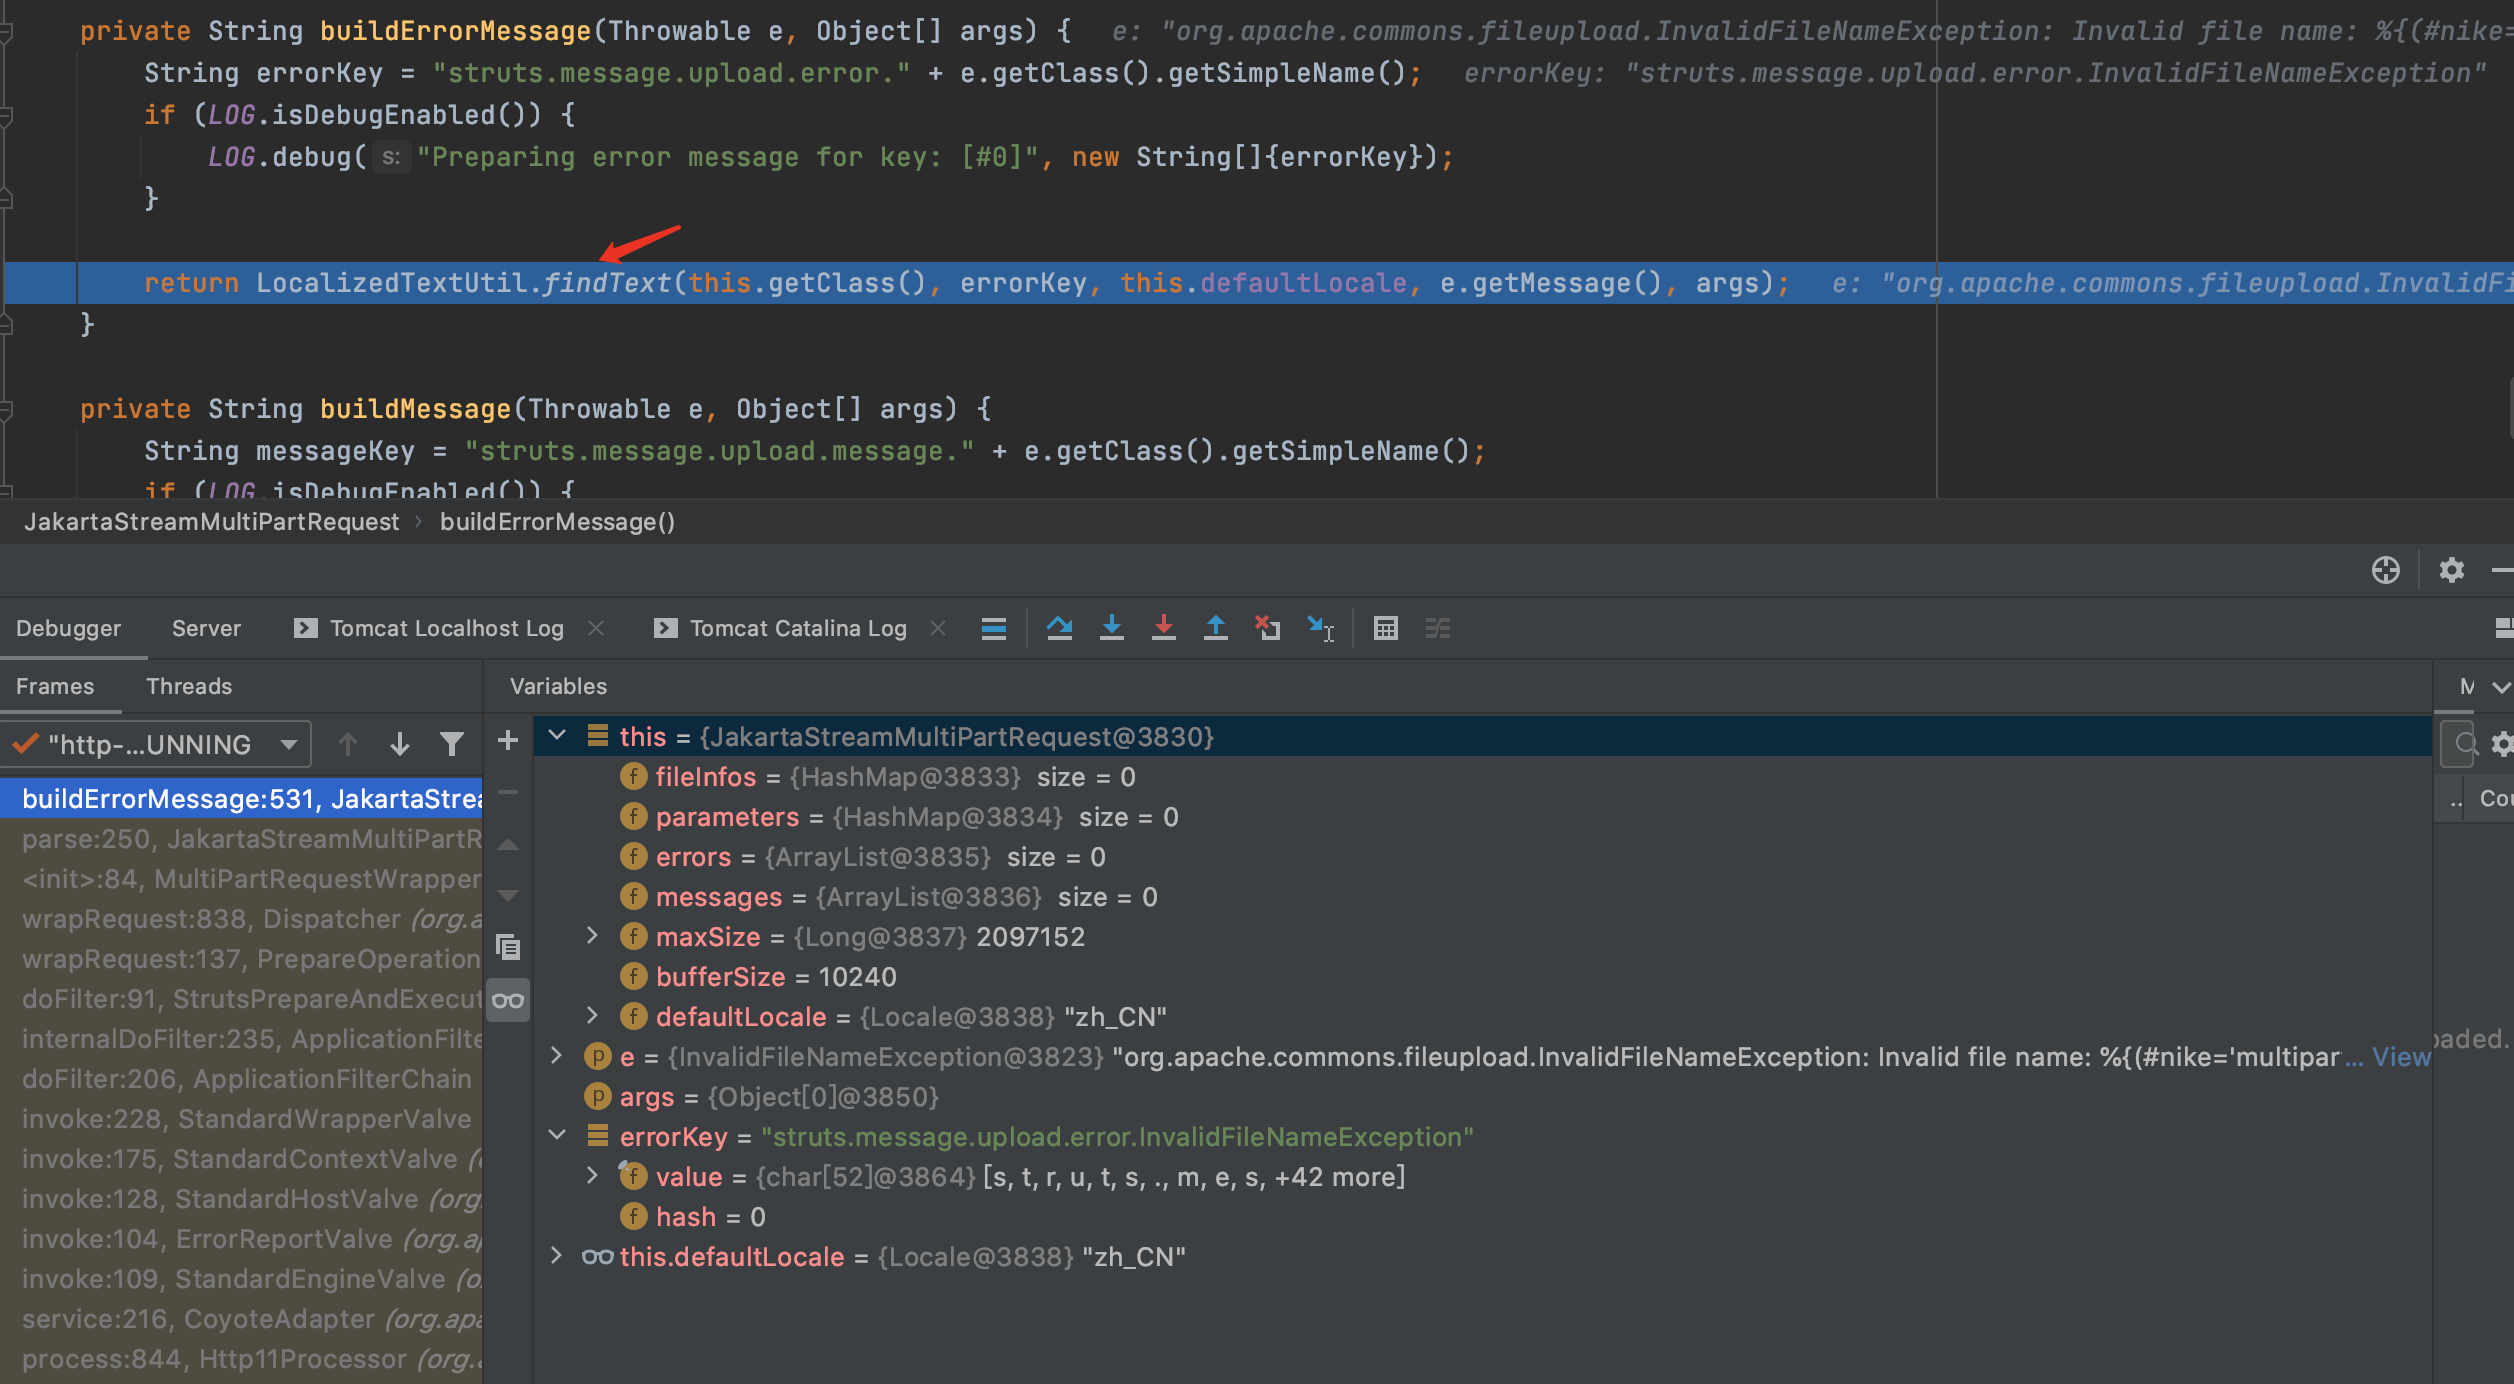 private String buildErrorMessage(Throwable e, Object[] args) {   e: "org.apache.commons.fileupload.InvalidFileNameException: Invalid file name: %{(#nike=
String errorKey = "struts.message.upload.error." + e.getClass().getSimpleName();   errorKey: "struts.message.upload.error.InvalidFileNameException"
if (LOG.isDebugEnabled()) {
LOG.debug( s: "Preparing error message for key: [#0]", new String[]{errorKey});
}
return LocalizedTextUtil.findText(this.getClass(), errorKey, this.defaultLocale, e.getMessage(), args);   e: "org.apache.commons.fileupload.InvalidFi
}
private String buildMessage(Throwable e, Object[] args) {
String messageKey = "struts.message.upload.message." + e.getClass().getSimpleName();
if (LOG.isDebugEnabled()) {
JakartaStreamMultiPartRequest › buildErrorMessage()
Debugger Server Tomcat Localhost Log Tomcat Catalina Log
Frames Threads
"http-...UNNING
buildErrorMessage:531, JakartaStrea
parse:250, JakartaStreamMultiPartR
<init>:84, MultiPartRequestWrapper
wrapRequest:838, Dispatcher (org.a
wrapRequest:137, PrepareOperation
doFilter:91, StrutsPrepareAndExecut
internalDoFilter:235, ApplicationFilte
doFilter:206, ApplicationFilterChain
invoke:228, StandardWrapperValve
invoke:175, StandardContextValve (o
invoke:128, StandardHostValve (org.
invoke:104, ErrorReportValve (org.ap
invoke:109, StandardEngineValve (o
service:216, CoyoteAdapter (org.apa
process:844, Http11Processor (org.a
Variables
this = {JakartaStreamMultiPartRequest@3830}
f fileInfos = {HashMap@3833} size = 0
f parameters = {HashMap@3834} size = 0
f errors = {ArrayList@3835} size = 0
f messages = {ArrayList@3836} size = 0
f maxSize = {Long@3837} 2097152
f bufferSize = 10240
f defaultLocale = {Locale@3838} "zh_CN"
p e = {InvalidFileNameException@3823} "org.apache.commons.fileupload.InvalidFileNameException: Invalid file name: %{(#nike='multipar ... View
p args = {Object[0]@3850}
errorKey = "struts.message.upload.error.InvalidFileNameException"
f value = {char[52]@3864} [s, t, r, u, t, s, ., m, e, s, +42 more]
f hash = 0
this.defaultLocale = {Locale@3838} "zh_CN"
M
.. Cou
oaded.